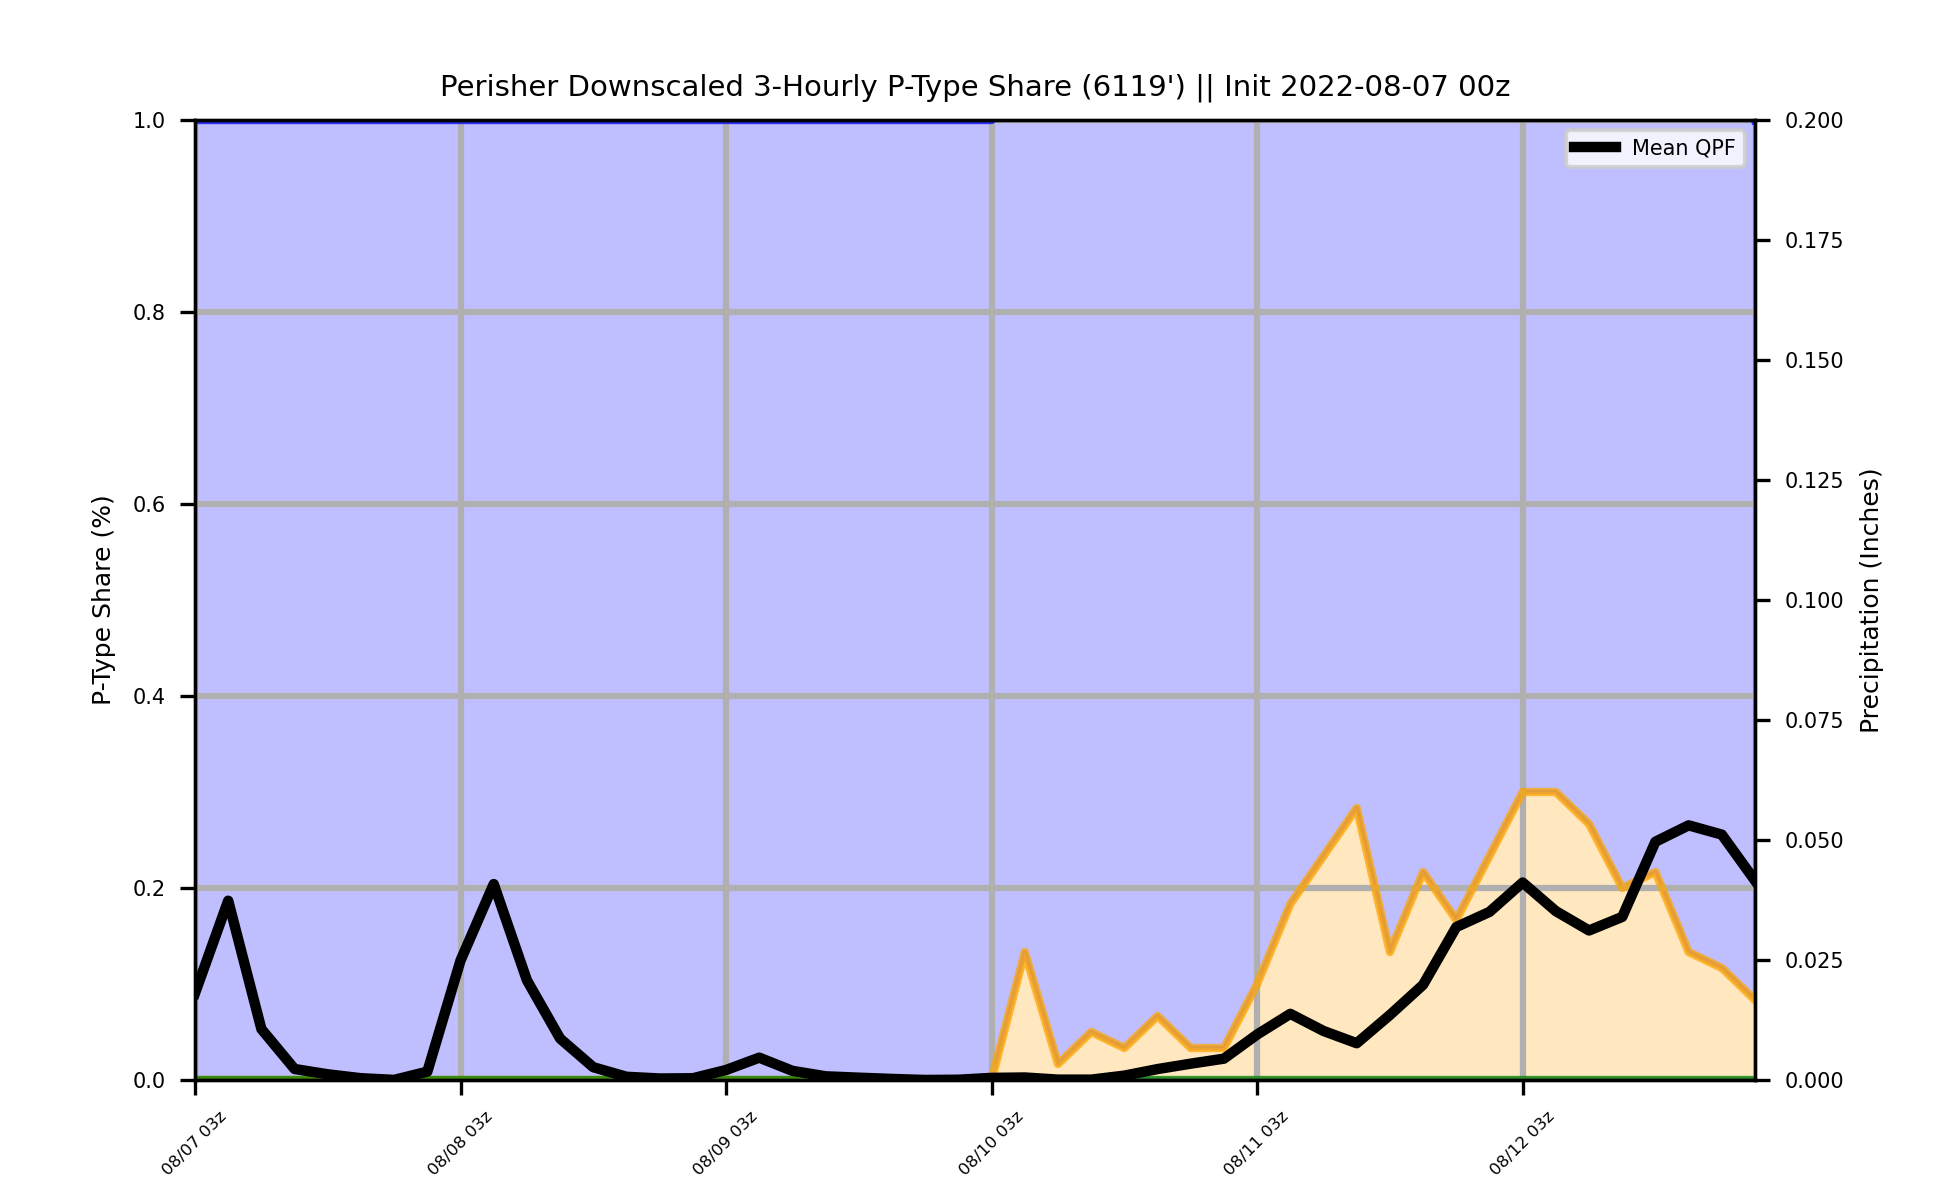 Perisher Downscaled 3-Hourly P-Type Share (6119') || Init 2022-08-07 00z
Mean QPF
P-Type Share (%)
1.0
0.8
0.6
0.4
0.2
0.0
0.200
0.175
0.150
0.125
0.100
0.075
0.050
0.025
0.000
Precipitation (Inches)
08/07 03z
08/08 03z
08/09 03z
08/10 03z
08/11 03z
08/12 03z